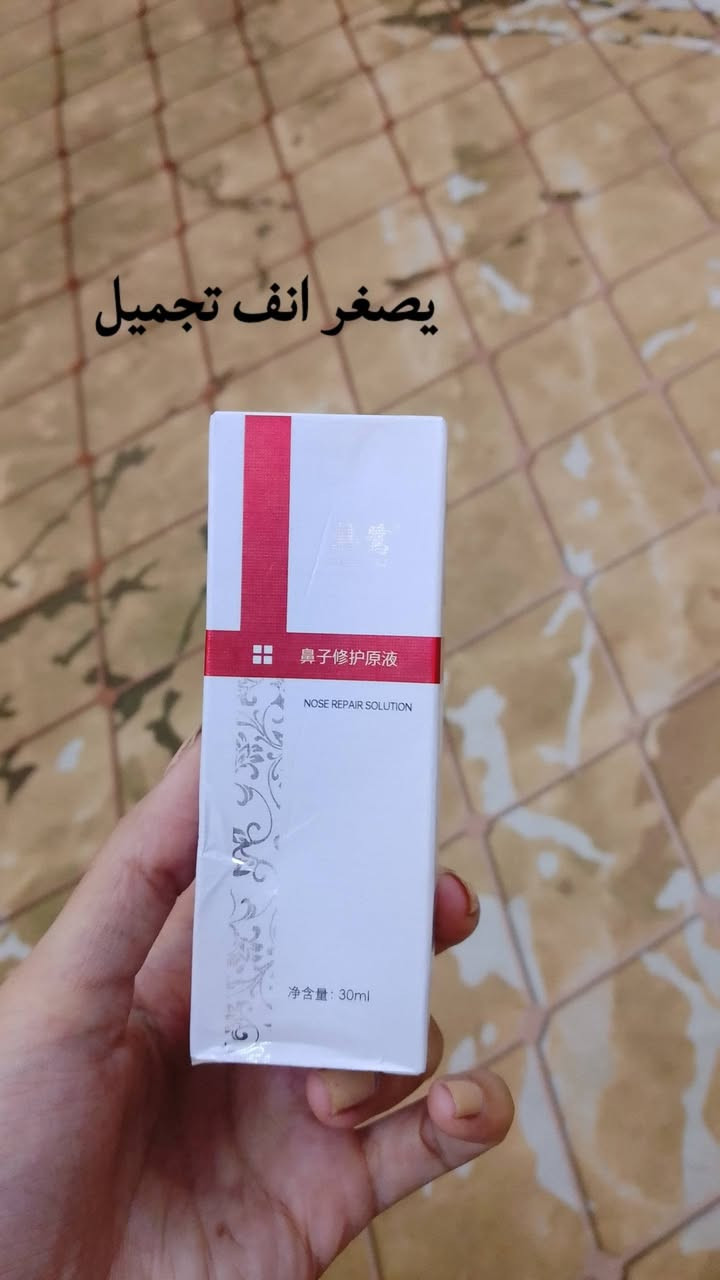 يصغر انف تجميل
鼻子修护原液
NOSE REPAIR SOLUTION
净含量: 30ml